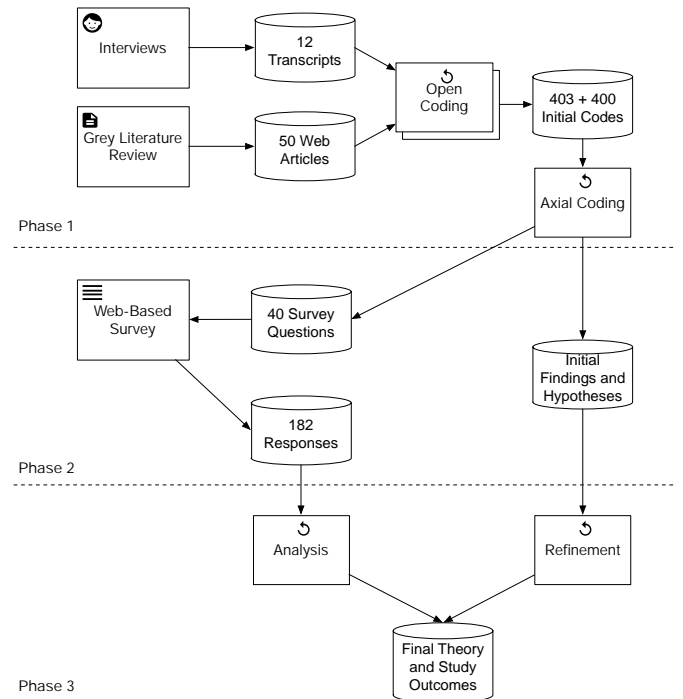 Interviews
12
Transcripts
Open
Coding
403 + 400
Initial Codes
Grey Literature
Review
50 Web
Articles
Axial Coding
Phase 1
Web-Based
Survey
40 Survey
Questions
Initial
Findings and
Hypotheses
182
Responses
Phase 2
Analysis
Refinement
Final Theory
and Study
Outcomes
Phase 3